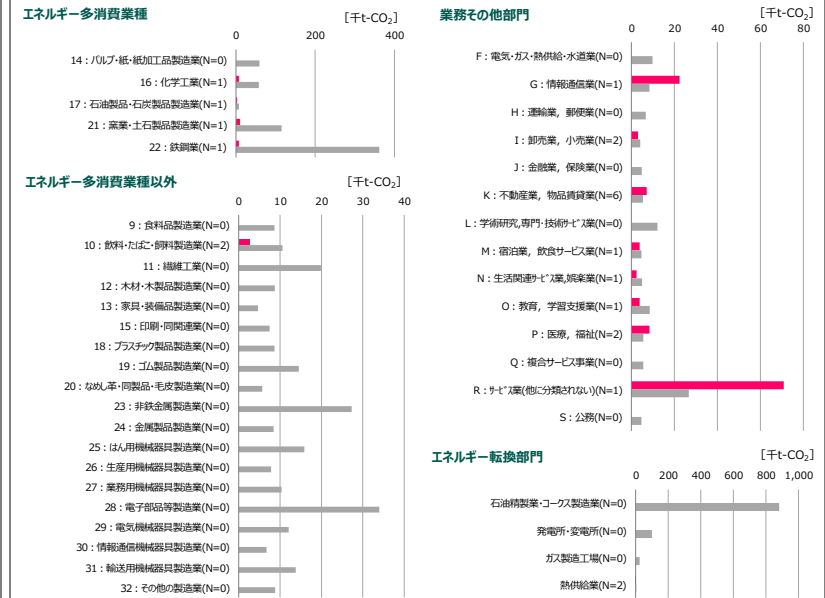 エネルギー多消費業種
[千t-CO₂]
0 200 400
14：パルプ・紙・紙加工品製造業(N=0)
16：化学工業(N=1)
17：石油製品・石炭製品製造業(N=1)
21：窯業・土石製品製造業(N=1)
22：鉄鋼業(N=1)
エネルギー多消費業種以外
[千t-CO₂]
0 10 20 30 40
9：食料品製造業(N=0)
10：飲料・たばこ・飼料製造業(N=2)
11：繊維工業(N=0)
12：木材・木製品製造業(N=0)
13：家具・装備品製造業(N=0)
15：印刷・同関連業(N=0)
18：プラスチック製品製造業(N=0)
19：ゴム製品製造業(N=0)
20：なめし革・同製品・毛皮製造業(N=0)
23：非鉄金属製造業(N=0)
24：金属製品製造業(N=0)
25：はん用機械器具製造業(N=0)
26：生産用機械器具製造業(N=0)
27：業務用機械器具製造業(N=0)
28：電子部品等製造業(N=0)
29：電気機械器具製造業(N=0)
30：情報通信機械器具製造業(N=0)
31：輸送用機械器具製造業(N=0)
32：その他の製造業(N=0)
業務その他部門
[千t-CO₂]
0 20 40 60 80
F：電気・ガス・熱供給・水道業(N=0)
G：情報通信業(N=1)
H：運輸業，郵便業(N=0)
I：卸売業，小売業(N=2)
J：金融業，保険業(N=0)
K：不動産業，物品賃貸業(N=6)
L：学術研究,専門・技術ｻｰﾋﾞｽ業(N=0)
M：宿泊業，飲食サービス業(N=1)
N：生活関連ｻｰﾋﾞｽ業,娯楽業(N=1)
O：教育，学習支援業(N=1)
P：医療，福祉(N=2)
Q：複合サービス事業(N=0)
R：ｻｰﾋﾞｽ業(他に分類されない)(N=1)
S：公務(N=0)
エネルギー転換部門
[千t-CO₂]
0 200 400 600 800 1,000
石油精製業・コークス製造業(N=0)
発電所・変電所(N=0)
ガス製造工場(N=0)
熱供給業(N=2)